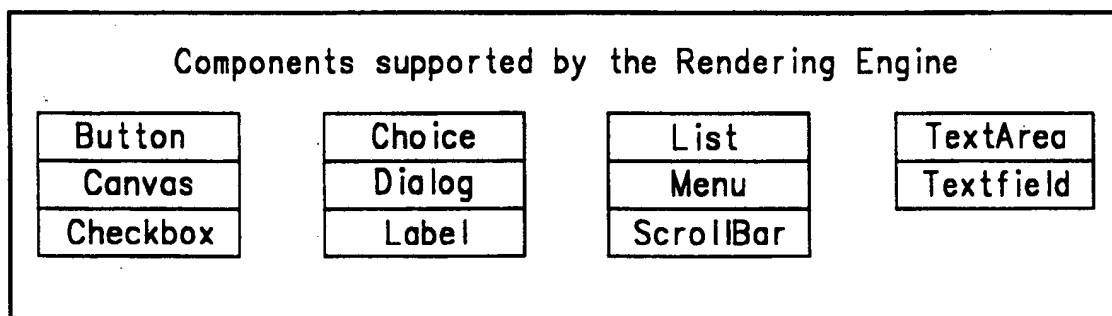 Components supported by the Rendering Engine
Button
Canvas
Checkbox
Choice
Dialog
Label
List
Menu
ScrollBar
TextArea
Textfield